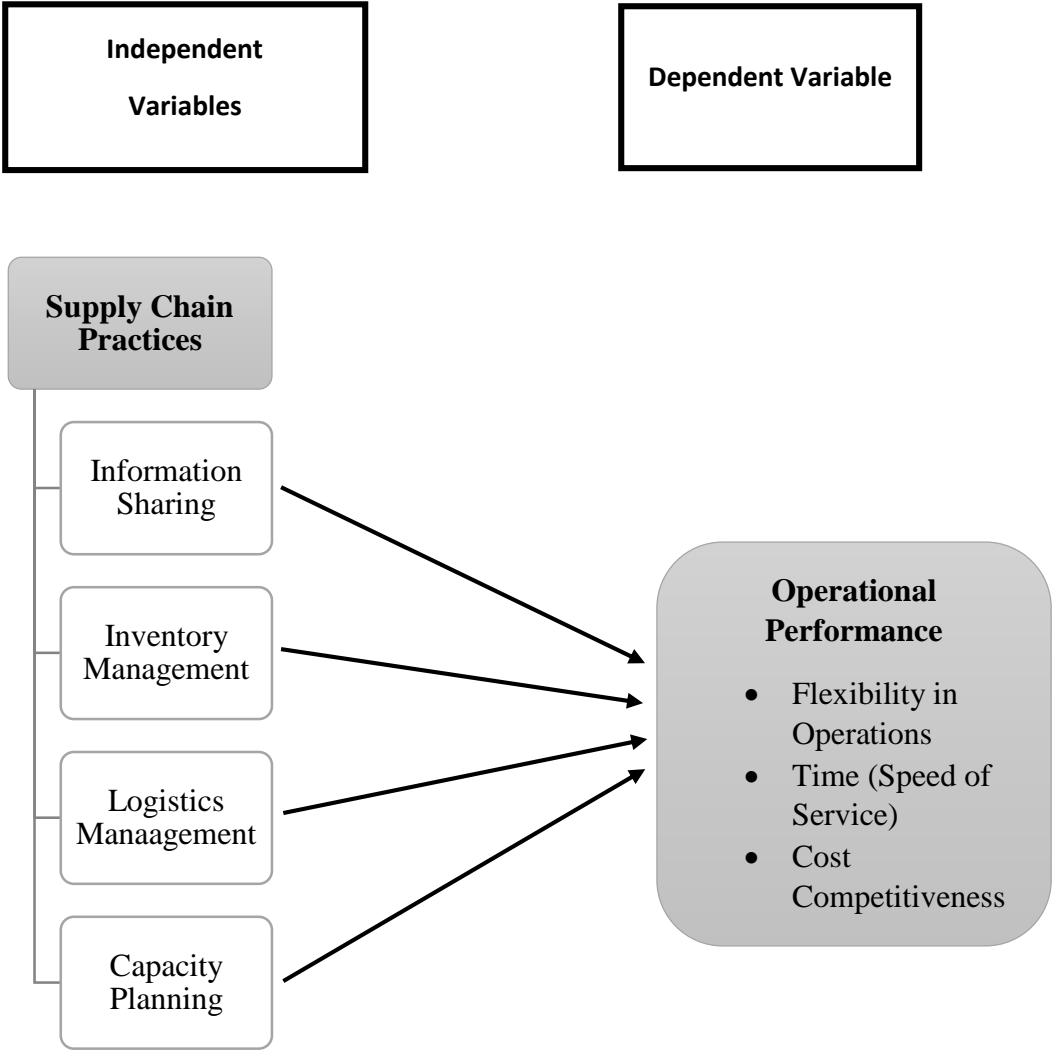 Independent
Variables
Dependent Variable
Supply Chain
Practices
Information
Sharing
Inventory
Management
Logistics
Manaagement
Capacity
Planning
Operational
Performance
• Flexibility in
Operations
• Time (Speed of
Service)
• Cost
Competitiveness